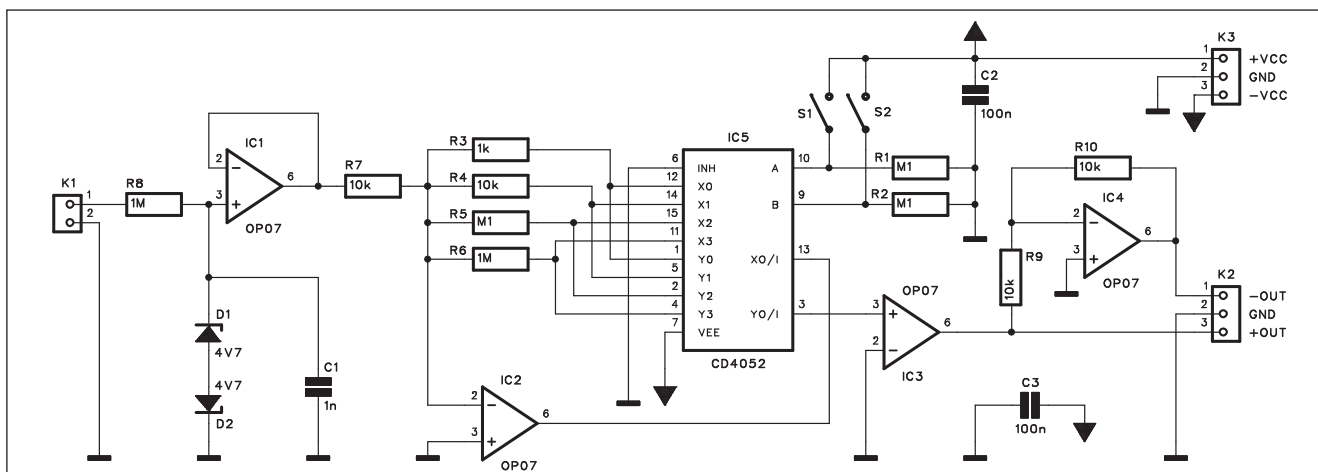 K3
1 +VCC
2 GND
3 -VCC
C2
100n
S1
S2
IC1
2
3
6
OP07
K1
1
2
R8
1M
R7
10k
R3
1k
R4
10k
R5
M1
R6
1M
IC5
6 INH
12 X0
14 X1
15 X2
11 X3
1 Y0
5 Y1
2 Y2
4 Y3
7 VEE
A 10
B 9
X0/I 13
Y0/I 3
CD4052
R1
M1
R2
M1
R10
10k
IC4
2
3
6
OP07
R9
10k
K2
1 -OUT
2 GND
3 +OUT
OP07
3
2
6
IC3
D1
4V7
4V7
D2
C1
1n
IC2
2
3
6
OP07
C3
100n